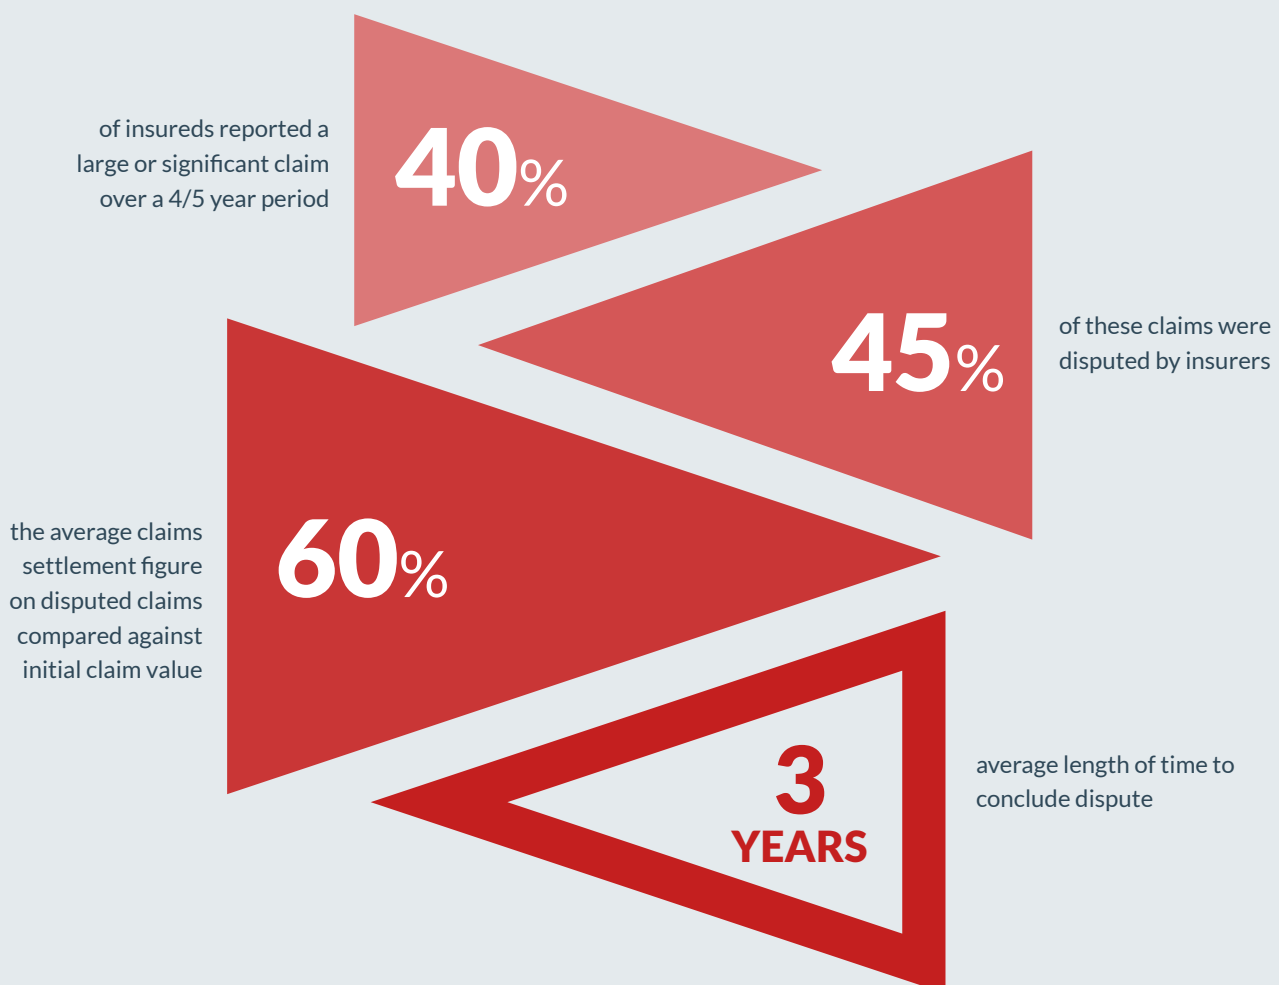 of insureds reported a
large or significant claim
over a 4/5 year period
40%
45%
of these claims were
disputed by insurers
the average claims
settlement figure
on disputed claims
compared against
initial claim value
60%
3
YEARS
average length of time to
conclude dispute